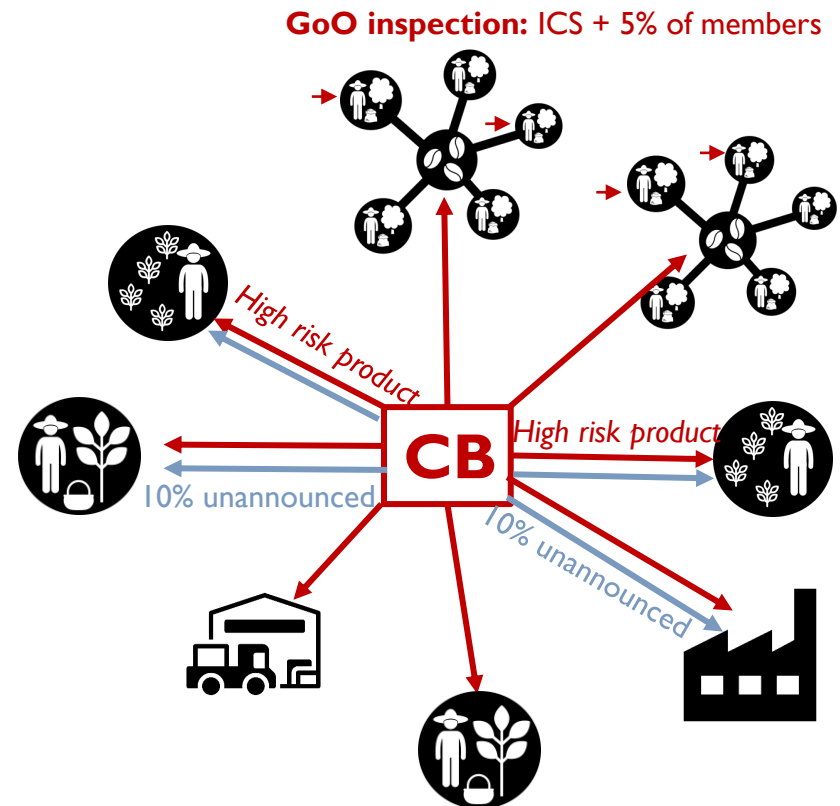 GoO inspection: ICS + 5% of members
High risk product
High risk product
CB
10% unannounced
10% unannounced